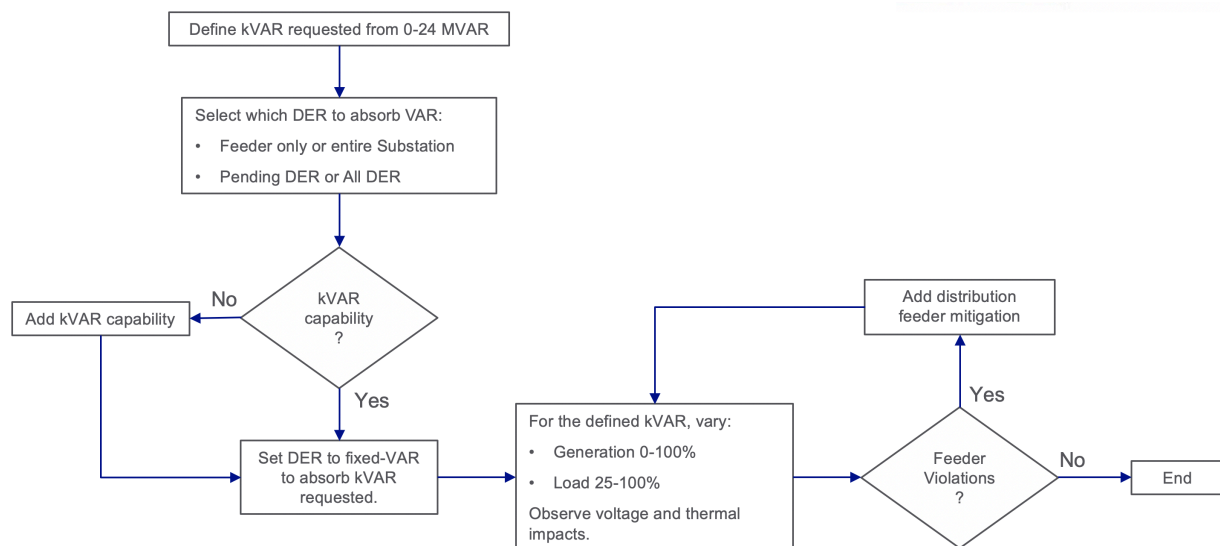 Define kVAR requested from 0-24 MVAR
Select which DER to absorb VAR:
• Feeder only or entire Substation
• Pending DER or All DER
No
kVAR
capability
?
Add kVAR capability
Yes
Set DER to fixed-VAR
to absorb kVAR
requested.
For the defined kVAR, vary:
• Generation 0-100%
• Load 25-100%
Observe voltage and thermal
impacts.
Add distribution
feeder mitigation
Yes
Feeder
Violations
?
No
End